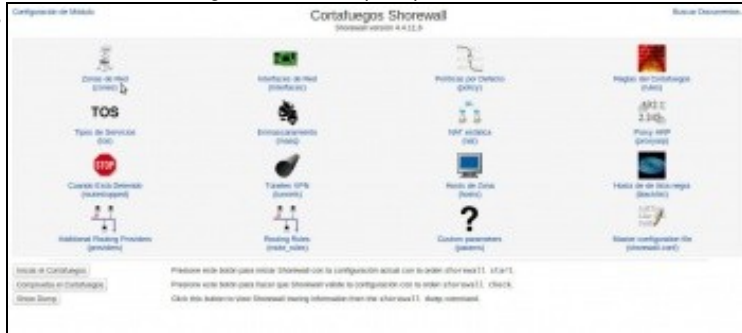 Configuración de Módulo
Cortafuegos Shorewall
Buscar Documentos..
Shorewall versión 4.4.11.6
Zonas de Red
(zones)
Interfaces de Red
(interfaces)
Políticas por Defecto
(policy)
Reglas del Cortafuegos
(rules)
TOS
Tipos de Servicios
(tos)
Enmascaramiento
(masq)
NAT estática
(nat)
Proxy ARP
(proxyarp)
STOP
Cuando Está Detenido
(routestopped)
Túneles VPN
(tunnels)
Hosts de Zona
(hosts)
Hosts de lista negra
(blacklist)
Additional Routing Providers
(providers)
Routing Rules
(route_rules)
?
Custom parameters
(params)
Master configuration file
(shorewall.conf)
Iniciar el Cortafuegos
Presione este botón para iniciar Shorewall con la configuración actual con la orden shorewall start.
Comprueba el Cortafuegos
Presione este botón para hacer que Shorewall valide la configuración con la orden shorewall check.
Show Dump
Click this button to show Shorewall tracing information from the shorewall dump command.